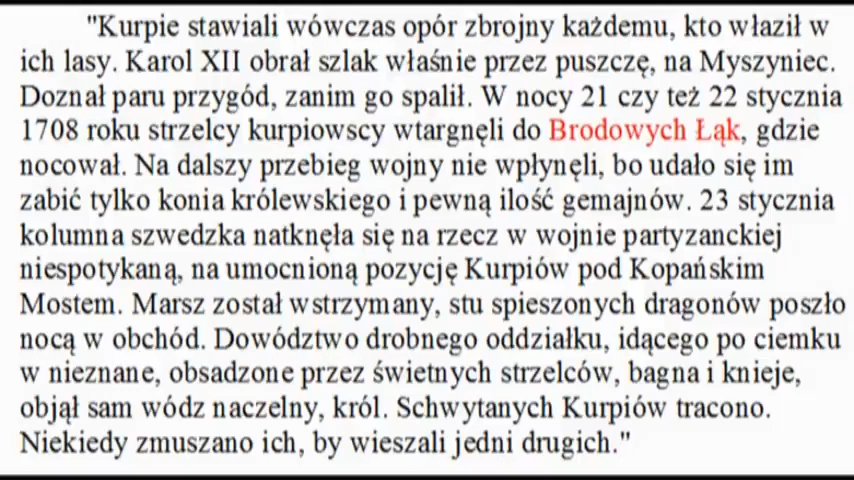 "Kurpie stawiali wówczas opór zbrojny każdemu, kto właził w
ich lasy. Karol XII obrał szlak właśnie przez puszczę, na Myszyniec.
Doznał paru przygód, zanim go spalił. W nocy 21 czy też 22 stycznia
1708 roku strzelcy kurpiowscy wtargnęli do Brodowych Łąk, gdzie
nocował. Na dalszy przebieg wojny nie wpłynęli, bo udało się im
zabić tylko konia królewskiego i pewną ilość gemajnów. 23 stycznia
kolumna szwedzka natknęła się na rzecz w wojnie partyzanckiej
niespotykaną, na umocnioną pozycję Kurpiów pod Kopańskim
Mostem. Marsz został wstrzymany, stu spieszonych dragonów poszło
nocą w obchód. Dowództwo drobnego oddziałku, idącego po ciemku
w nieznane, obsadzone przez świetnych strzelców, bagna i knieje,
objął sam wódz naczelny, król. Schwytanych Kurpiów tracono.
Niekiedy zmuszano ich, by wieszali jedni drugich."